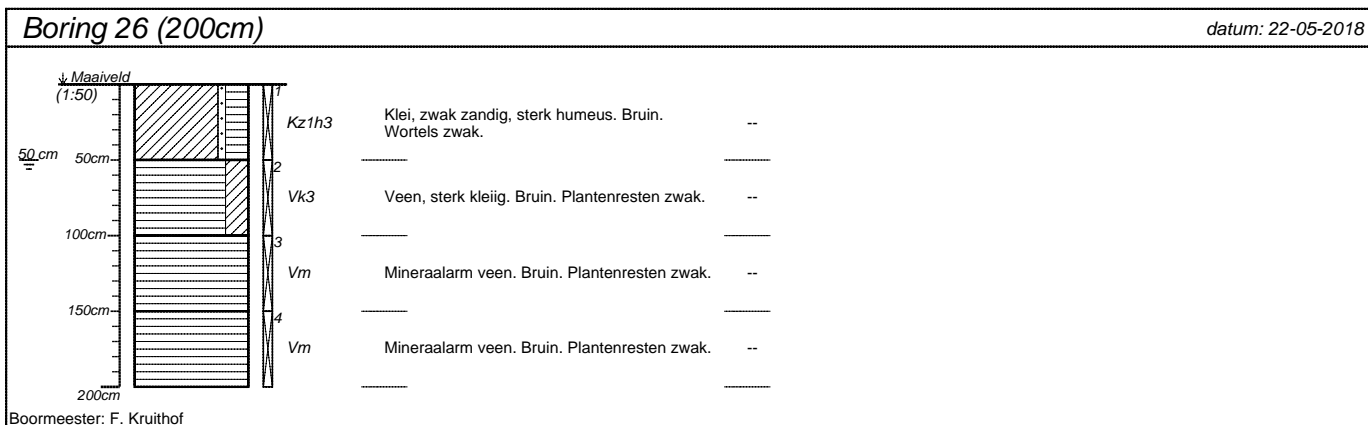 Boring 26 (200cm)
datum: 22-05-2018
Maaiveld
(1:50)
1
Kz1h3
Klei, zwak zandig, sterk humeus. Bruin.
Wortels zwak.
--
50 cm
50cm
2
Vk3
Veen, sterk kleiig. Bruin. Plantenresten zwak.
--
100cm
3
Vm
Mineraalarm veen. Bruin. Plantenresten zwak.
--
150cm
4
Vm
Mineraalarm veen. Bruin. Plantenresten zwak.
--
200cm
Boormeester: F. Kruithof